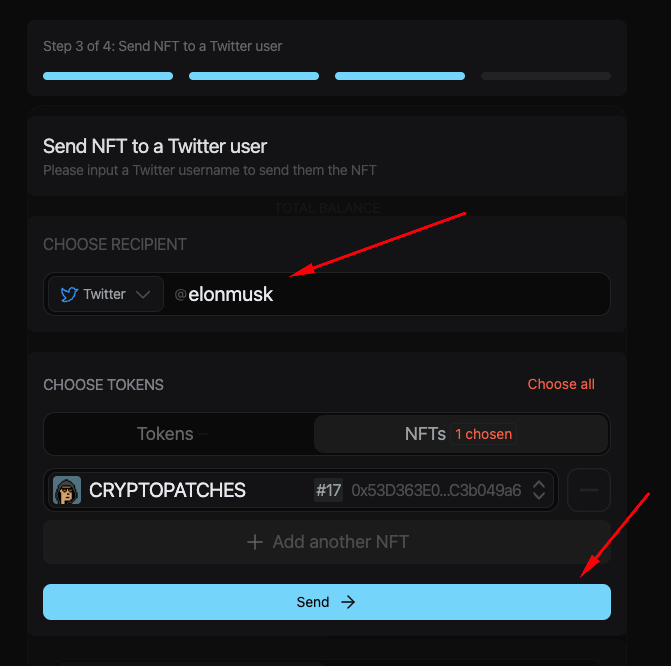 Step 3 of 4: Send NFT to a Twitter user
Send NFT to a Twitter user
Please input a Twitter username to send them the NFT
TOTAL BALANCE
CHOOSE RECIPIENT
Twitter @elonmusk
CHOOSE TOKENS Choose all
Tokens NFTs 1 chosen
CRYPTOPATCHES #17 0x53D363E0...C3b049a6
+ Add another NFT
Send →